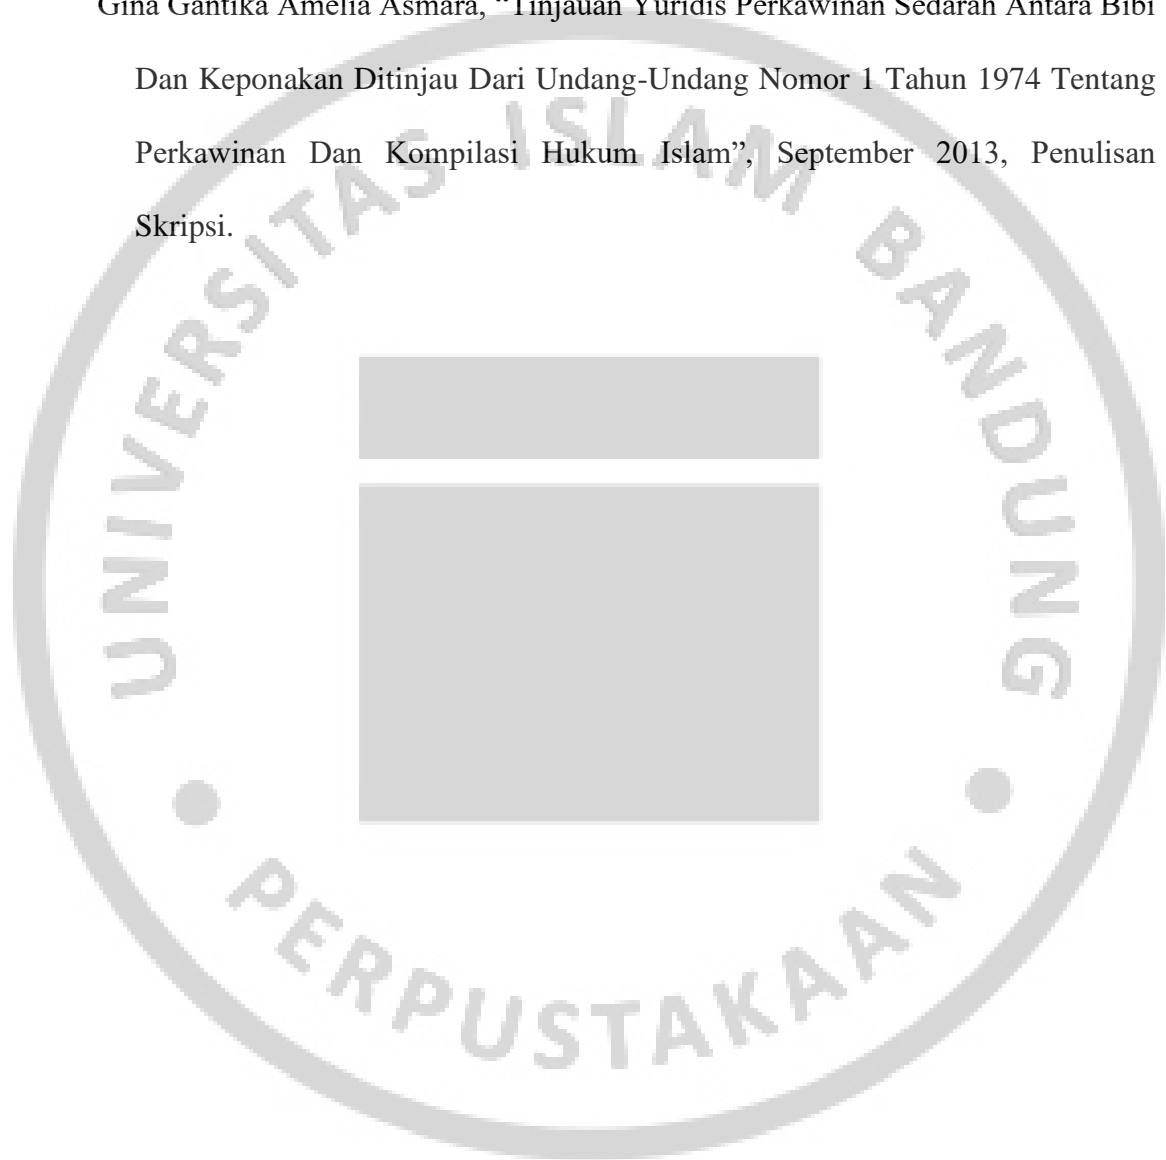 Gina Gantika Amelia Asmara, “Tinjauan Yuridis Perkawinan Sedarah Antara Bibi
Dan Keponakan Ditinjau Dari Undang-Undang Nomor 1 Tahun 1974 Tentang
Perkawinan Dan Kompilasi Hukum Islam”, September 2013, Penulisan
Skripsi.
UNIVERSITAS ISLAM BANDUNG
PERPUSTAKAAN